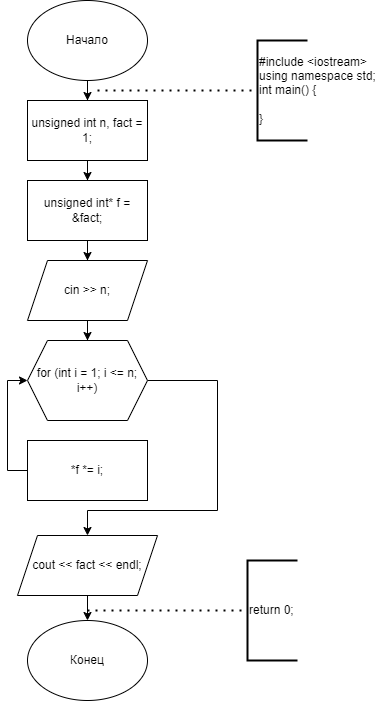 Начало
#include <iostream>
using namespace std;
int main() {
}
unsigned int n, fact =
1;
unsigned int* f =
&fact;
cin >> n;
for (int i = 1; i <= n;
i++)
*f *= i;
cout << fact << endl;
return 0;
Конец